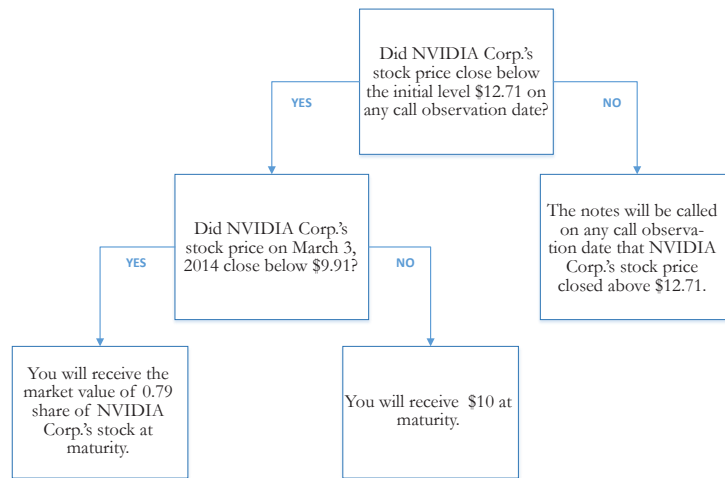 Did NVIDIA Corp.'s
stock price close below
the initial level $12.71 on
any call observation date?
YES
NO
Did NVIDIA Corp.'s
stock price on March 3,
2014 close below $9.91?
The notes will be called
on any call observa-
tion date that NVIDIA
Corp.'s stock price
closed above $12.71.
YES
NO
You will receive the
market value of 0.79
share of NVIDIA
Corp.'s stock at
maturity.
You will receive $10 at
maturity.